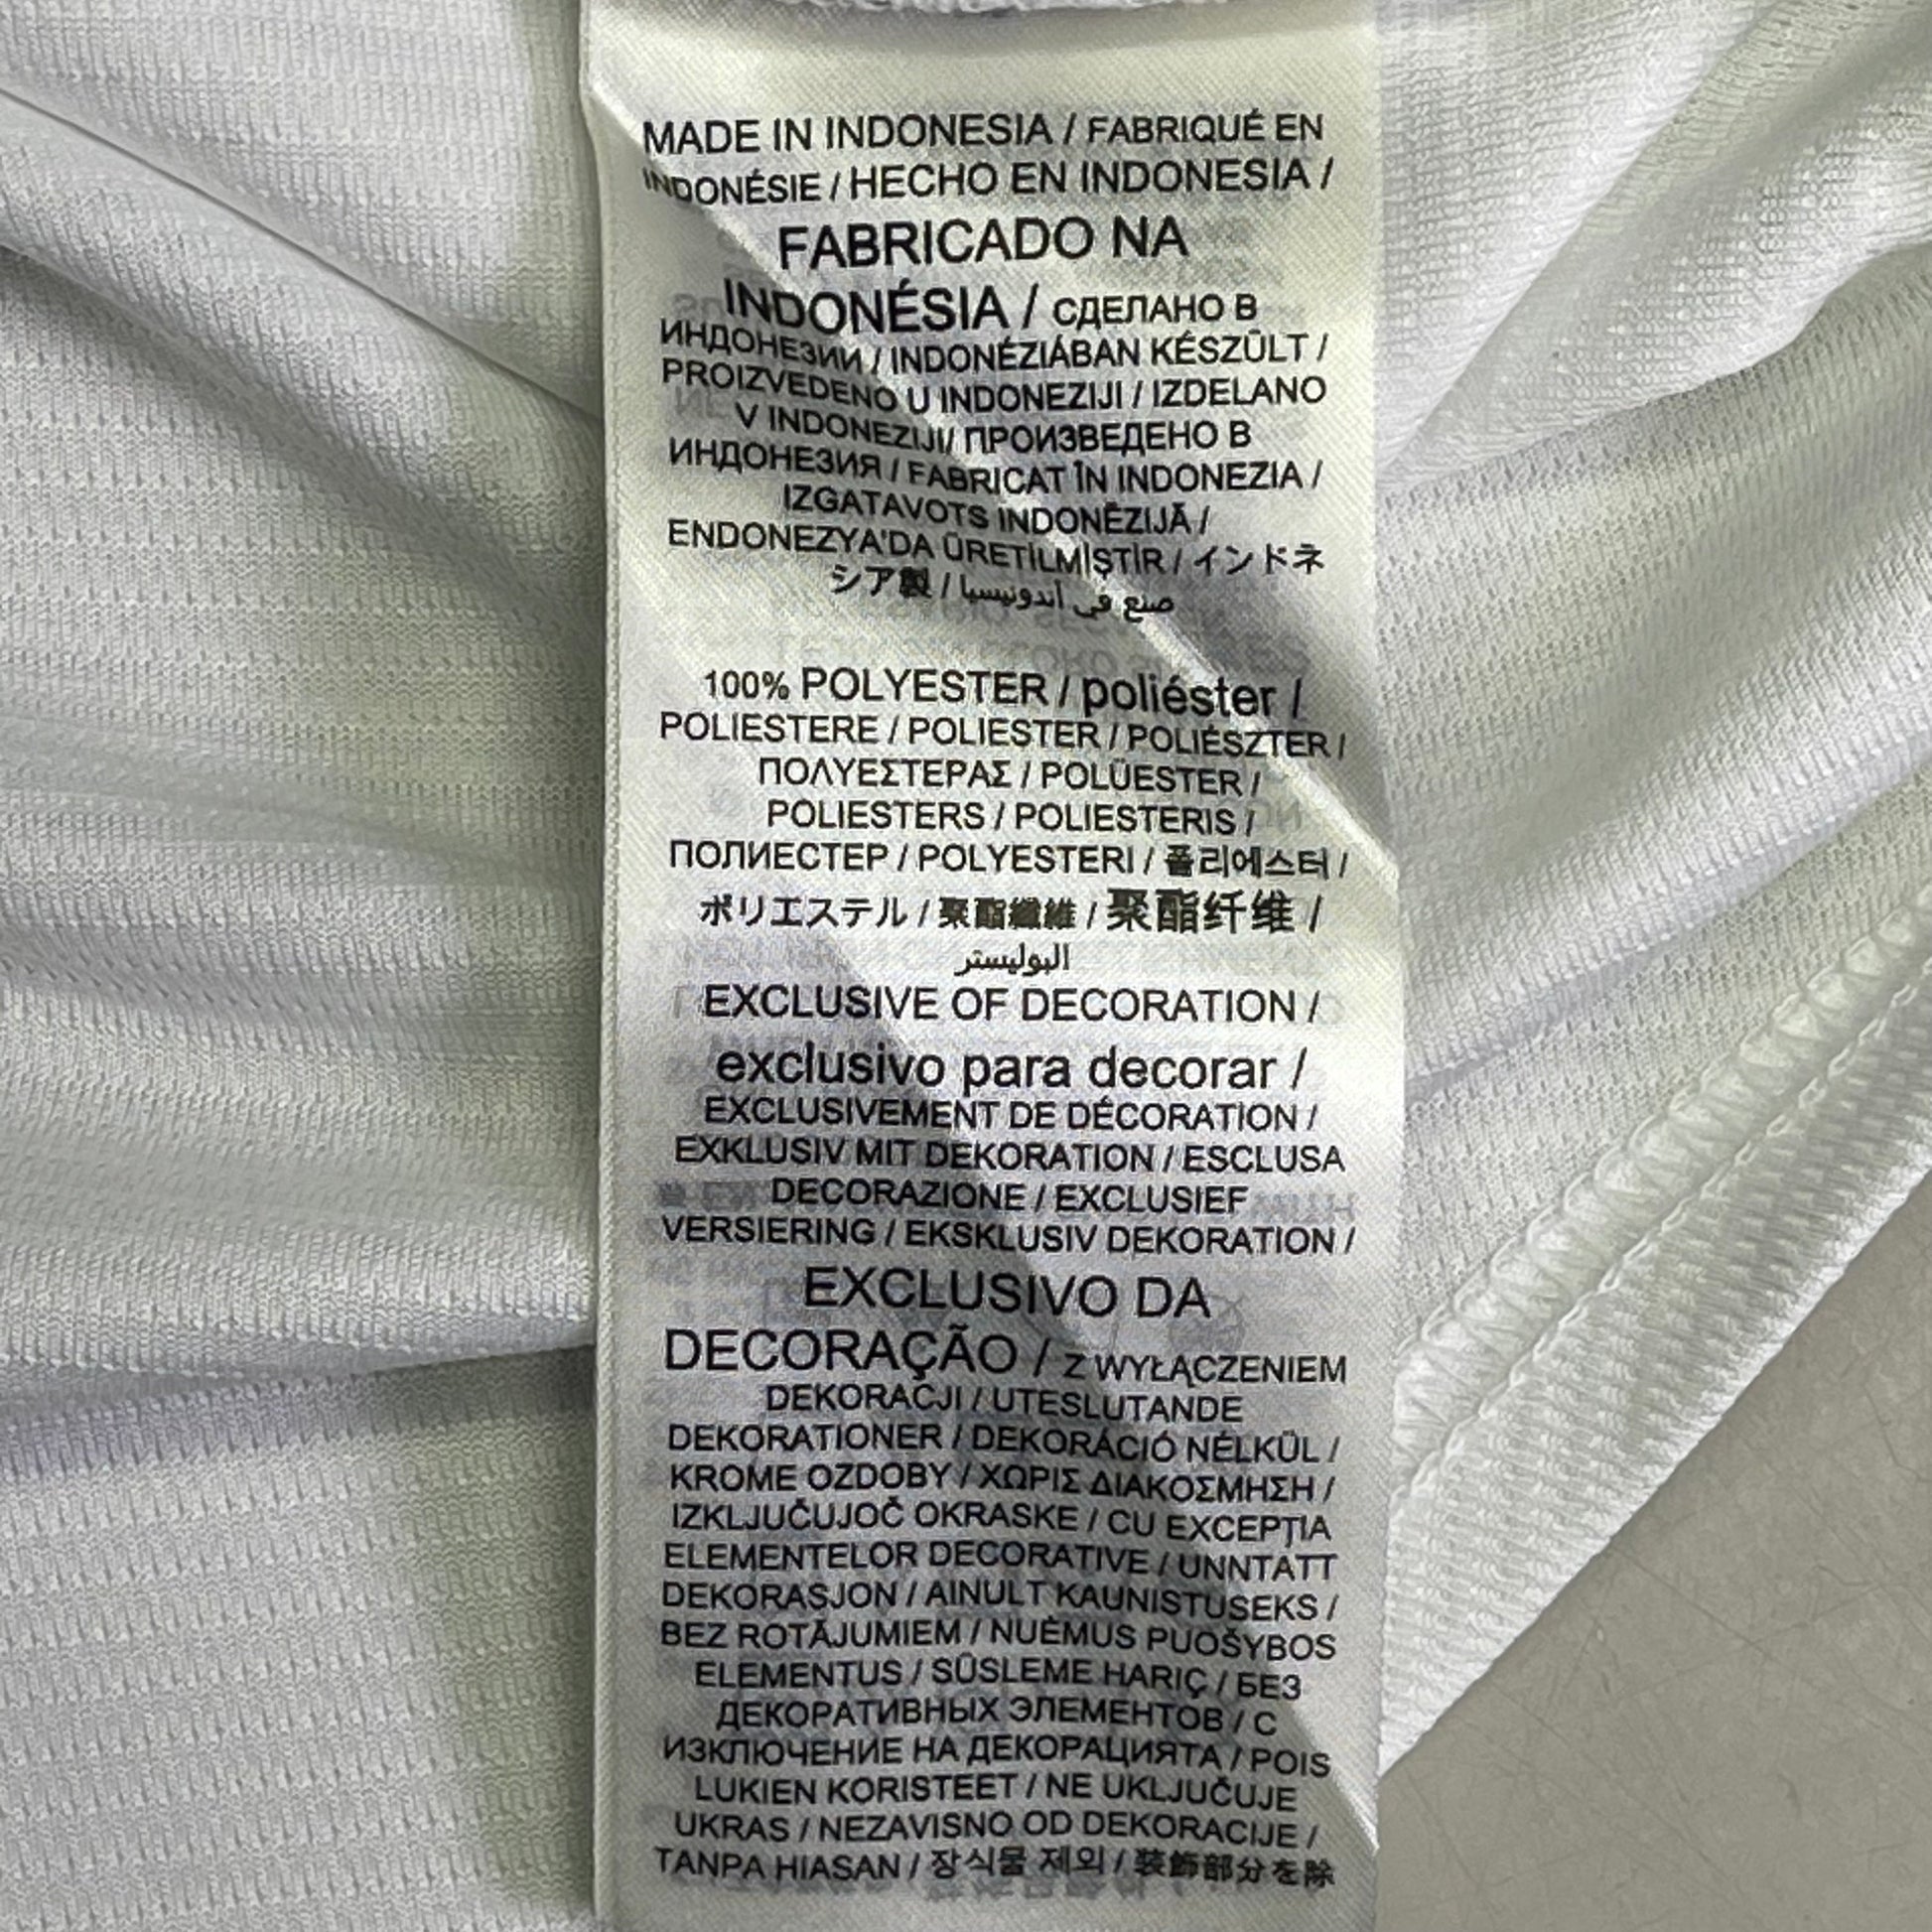 MADE IN INDONESIA / FABRIQUÉ EN
INDONÉSIE / HECHO EN INDONESIA /
FABRICADO NA
INDONÉSIA / СДЕЛАНО В
ИНДОНЕЗИИ / INDONÉZIÁBAN KÉSZÜLT /
PROIZVEDENO U INDONEZIJI / IZDELANO
V INDONEZIJI/ ПРОИЗВЕДЕНО В
ИНДОНЕЗИЯ / FABRICAT ÎN INDONEZIA /
IZGATAVOTS INDONĒZIJĀ /
ENDONEZYA'DA ÜRETİLMİŞTİR / インドネ
シア製 / صنع في أندونيسيا
100% POLYESTER / poliéster /
POLIESTERE / POLIESTER / POLIÉSZTER /
ΠΟΛΥΕΣΤΕΡΑΣ / POLÜESTER /
POLIESTERS / POLIESTERIS /
ПОЛИЕСТЕР / POLYESTERI / 폴리에스터 /
ポリエステル / 聚酯纖維 / 聚酯纤维 /
البوليستر
EXCLUSIVE OF DECORATION /
exclusivo para decorar /
EXCLUSIVEMENT DE DÉCORATION /
EXKLUSIV MIT DEKORATION / ESCLUSA
DECORAZIONE / EXCLUSIEF
VERSIERING / EKSKLUSIV DEKORATION /
EXCLUSIVO DA
DECORAÇÃO / Z WYŁĄCZENIEM
DEKORACJI / UTESLUTANDE
DEKORATIONER / DEKORÁCIÓ NÉLKÜL /
KROME OZDOBY / ΧΩΡΙΣ ΔΙΑΚΟΣΜΗΣΗ /
IZKLJUČUJOČ OKRASKE / CU EXCEPŢIA
ELEMENTELOR DECORATIVE / UNNTATT
DEKORASJON / AINULT KAUNISTUSEKS /
BEZ ROTĀJUMIEM / NUĖMUS PUOŠYBOS
ELEMENTUS / SÜSLEME HARIÇ / БЕЗ
ДЕКОРАТИВНЫХ ЭЛЕМЕНТОВ / С
ИЗКЛЮЧЕНИЕ НА ДЕКОРАЦИЯТА / POIS
LUKIEN KORISTEET / NE UKLJUČUJE
UKRAS / NEZAVISNO OD DEKORACIJE /
TANPA HIASAN / 장식물 제외 / 装飾部分を除